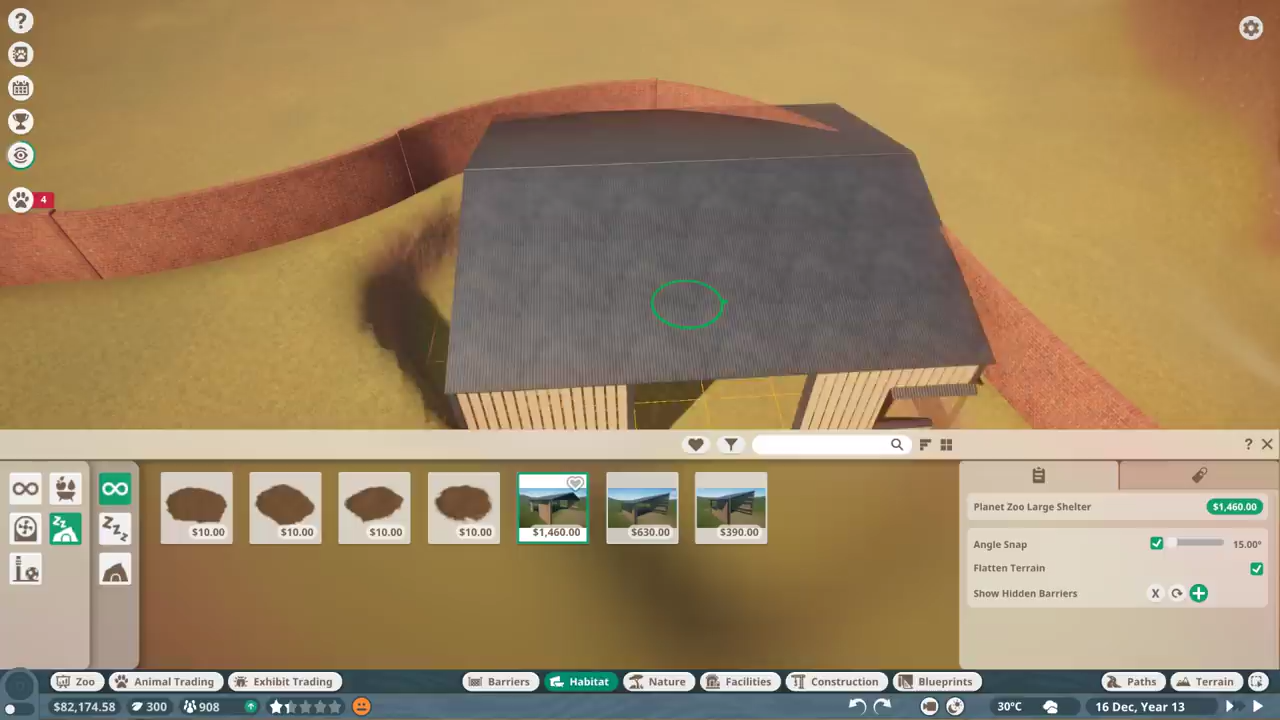 ?
4
?
$10.00
$10.00
$10.00
$10.00
$1,460.00
$630.00
$390.00
Planet Zoo Large Shelter
$1,460.00
Angle Snap
15.00°
Flatten Terrain
Show Hidden Barriers
X
Zoo
Animal Trading
Exhibit Trading
Barriers
Habitat
Nature
Facilities
Construction
Blueprints
Paths
Terrain
$82,174.58
300
908
30°C
16 Dec, Year 13